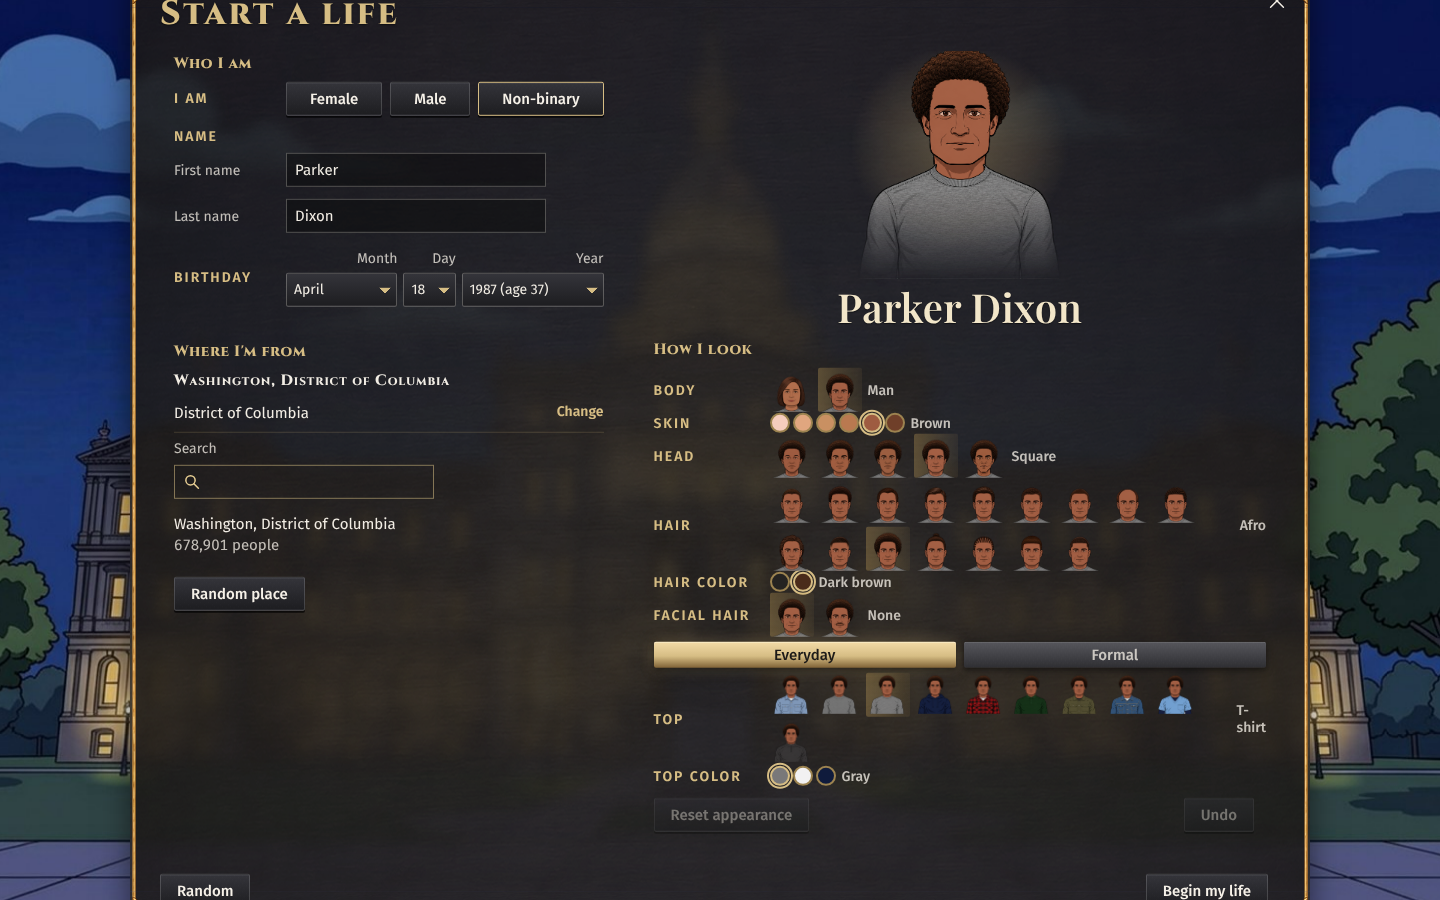 Start a life
Who I am
I AM
Female
Male
Non-binary
NAME
First name
Parker
Last name
Dixon
Month
Day
Year
BIRTHDAY
April
18
1987 (age 37)
Where I'm from
Washington, District of Columbia
District of Columbia
Change
Search
Washington, District of Columbia
678,901 people
Random place
Random
Parker Dixon
How I look
BODY
Man
SKIN
Brown
HEAD
Square
HAIR
Afro
HAIR COLOR
Dark brown
FACIAL HAIR
None
Everyday
Formal
TOP
T-
shirt
TOP COLOR
Gray
Reset appearance
Undo
Begin my life